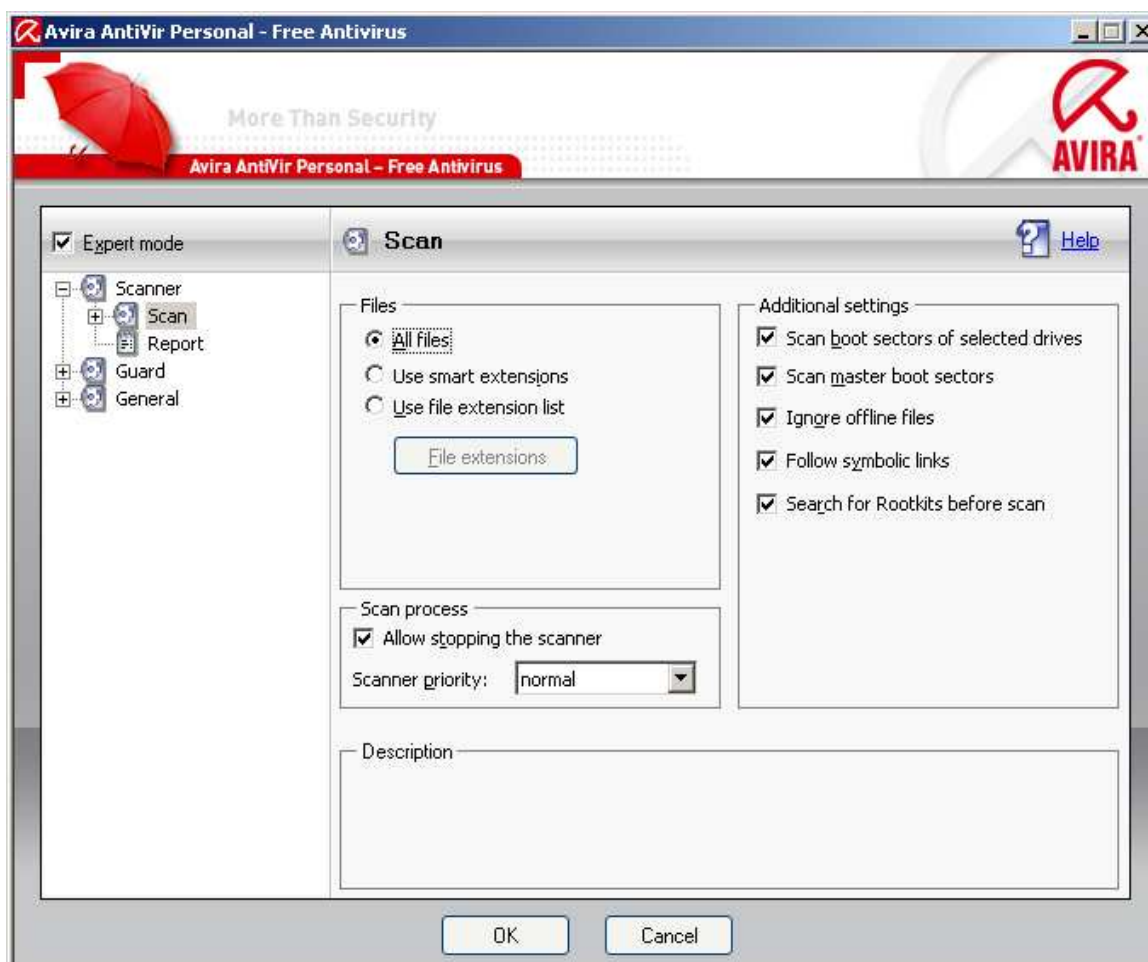 Avira AntiVir Personal - Free Antivirus
More Than Security
Avira AntiVir Personal – Free Antivirus
AVIRA
Expert mode
Scan
Help
Scanner
Scan
Report
Guard
General
Files
All files
Use smart extensions
Use file extension list
File extensions
Additional settings
Scan boot sectors of selected drives
Scan master boot sectors
Ignore offline files
Follow symbolic links
Search for Rootkits before scan
Scan process
Allow stopping the scanner
Scanner priority: normal
Description
OK
Cancel